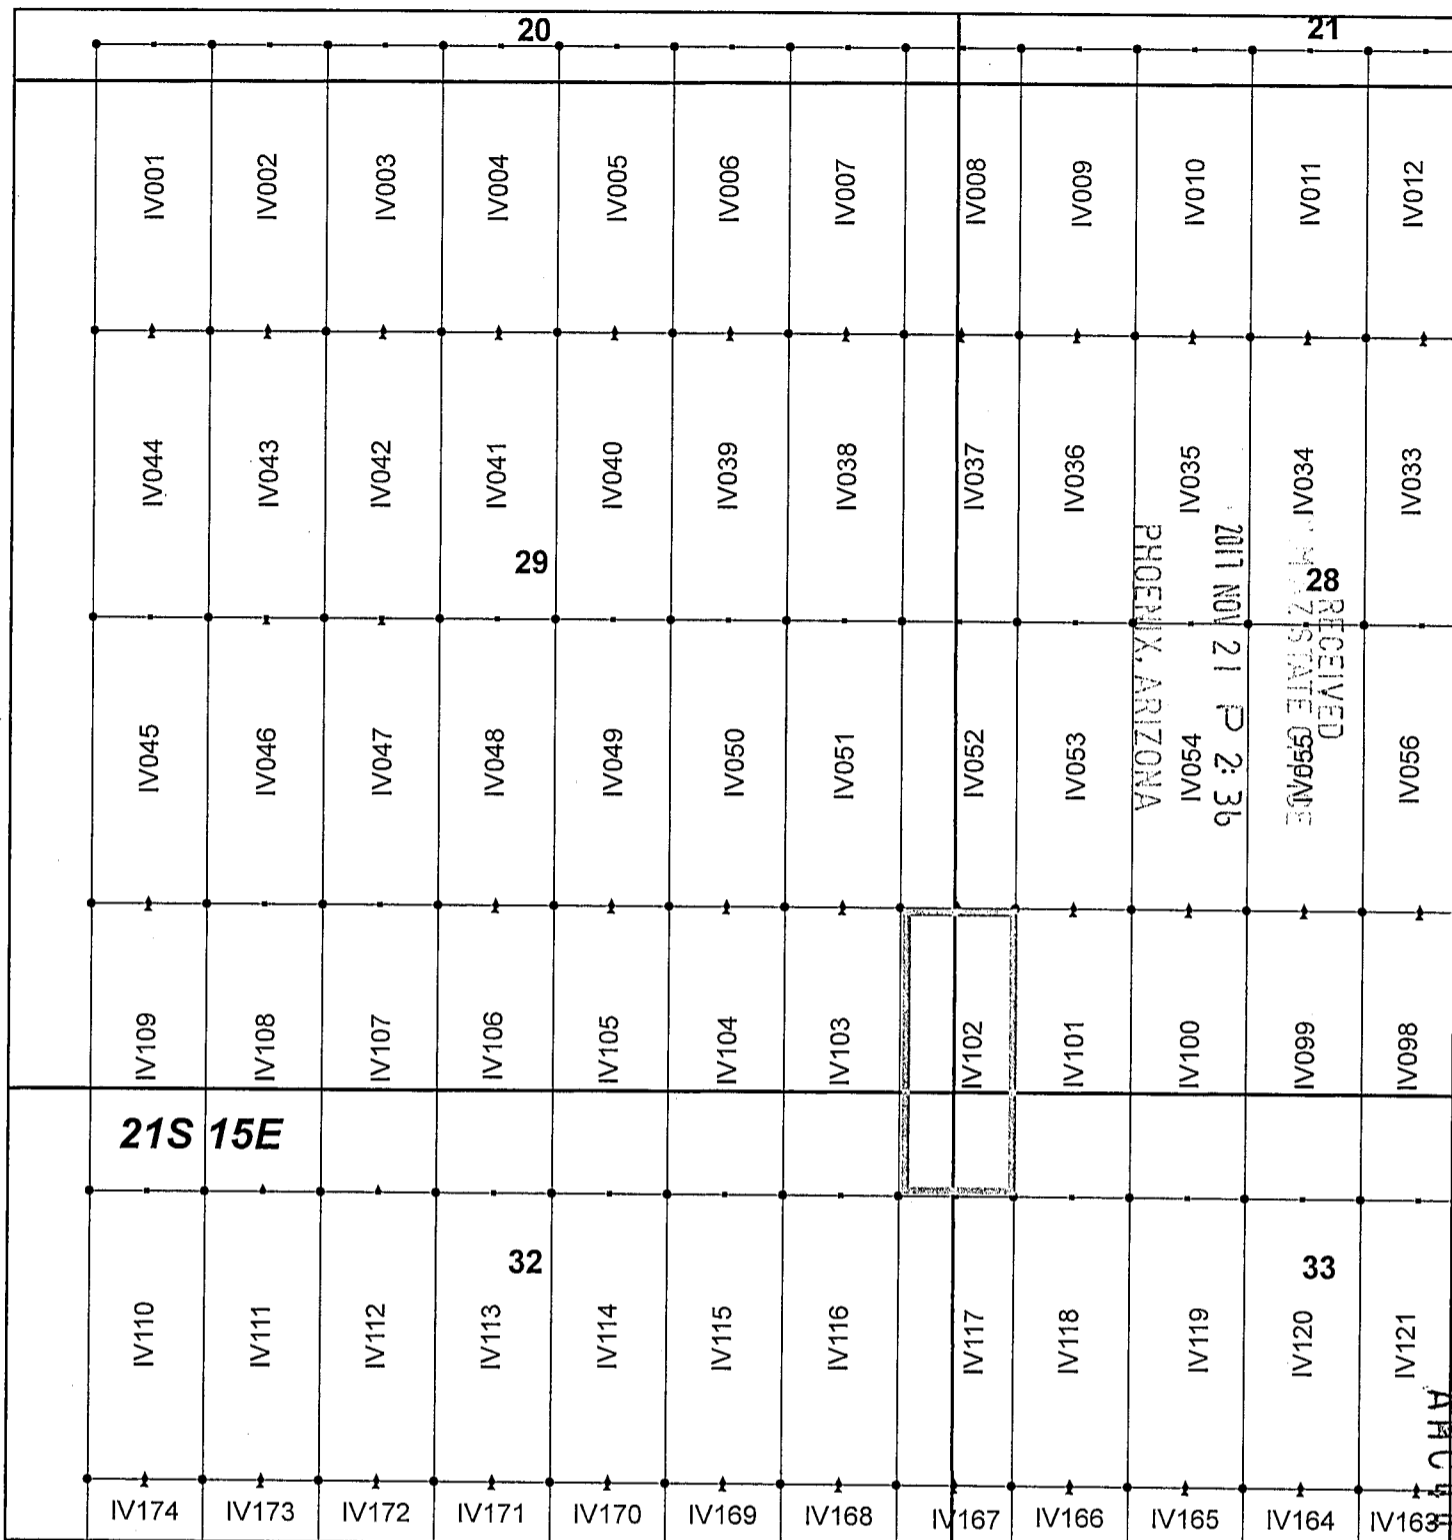 20 21
IV001 IV002 IV003 IV004 IV005 IV006 IV007 IV008 IV009 IV010 IV011 IV012
IV044 IV043 IV042 IV041 IV040 IV039 IV038 IV037 IV036 IV035 IV034 IV033
29 28
RECEIVED
AZ STATE
2011 NOV 21 P 2:36
PHOENIX, ARIZONA
IV045 IV046 IV047 IV048 IV049 IV050 IV051 IV052 IV053 IV054 IV055 IV056
IV109 IV108 IV107 IV106 IV105 IV104 IV103 IV102 IV101 IV100 IV099 IV098
21S 15E
32 33
IV110 IV111 IV112 IV113 IV114 IV115 IV116 IV117 IV118 IV119 IV120 IV121
IV174 IV173 IV172 IV171 IV170 IV169 IV168 IV167 IV166 IV165 IV164 IV163